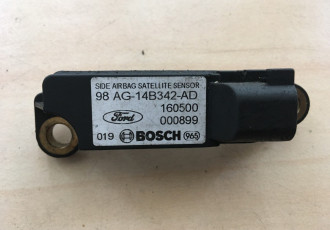 SIDE AIRBAG SATELLITE SENSOR
98 AG-14B342-AD
160500
Ford
000899
019 BOSCH 965